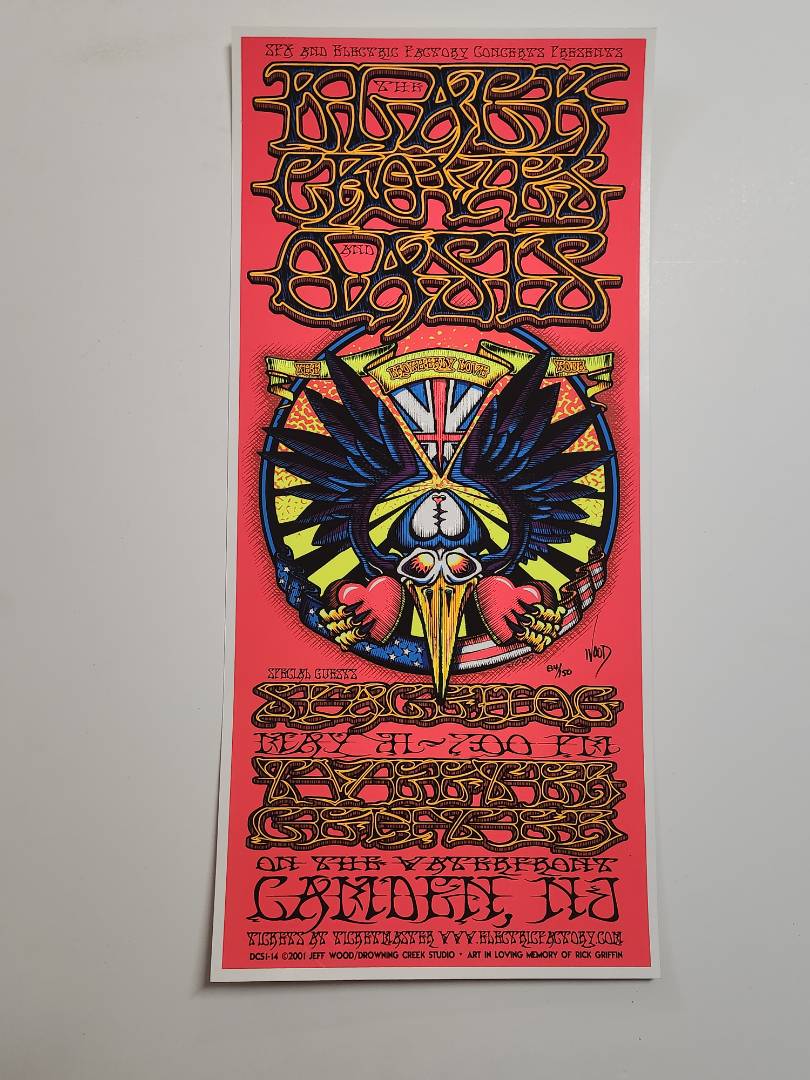 SFX AND ELECTRIC FACTORY CONCERTS PRESENTS
THE
BLACK
CROWES
AND
OASIS
THE BROTHERLY LOVE TOUR
84/150 WOOD
SPECIAL GUESTS
SPACEHOG
MAY 31~7:00 PM
TWEETER
CENTER
ON THE WATERFRONT
CAMDEN, NJ
TICKETS AT TICKETMASTER WWW.ELECTRICFACTORY.COM
DCS1-14 ©2001 JEFF WOOD/DROWNING CREEK STUDIO • ART IN LOVING MEMORY OF RICK GRIFFIN